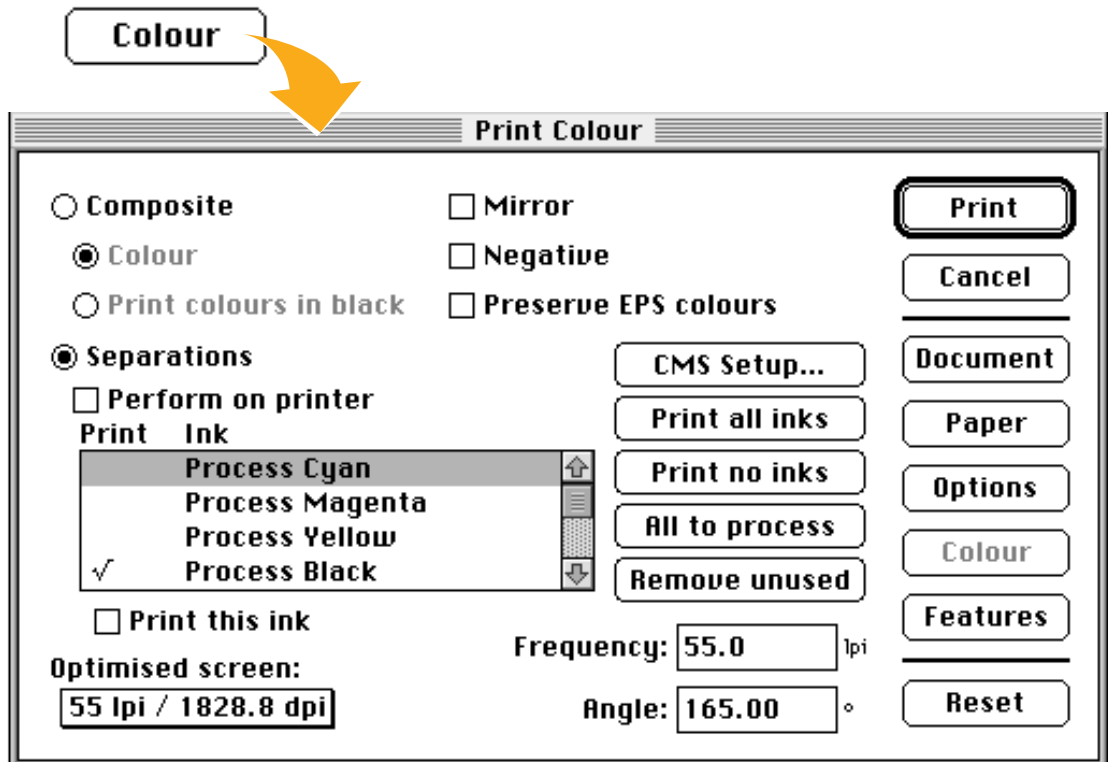 Colour
Print Colour
Composite
Colour
Print colours in black
Mirror
Negative
Preserve EPS colours
Separations
Perform on printer
Print Ink
Process Cyan
Process Magenta
Process Yellow
√ Process Black
Print this ink
Optimised screen:
55 lpi / 1828.8 dpi
CMS Setup...
Print all inks
Print no inks
All to process
Remove unused
Frequency: 55.0 lpi
Angle: 165.00 °
Print
Cancel
Document
Paper
Options
Colour
Features
Reset